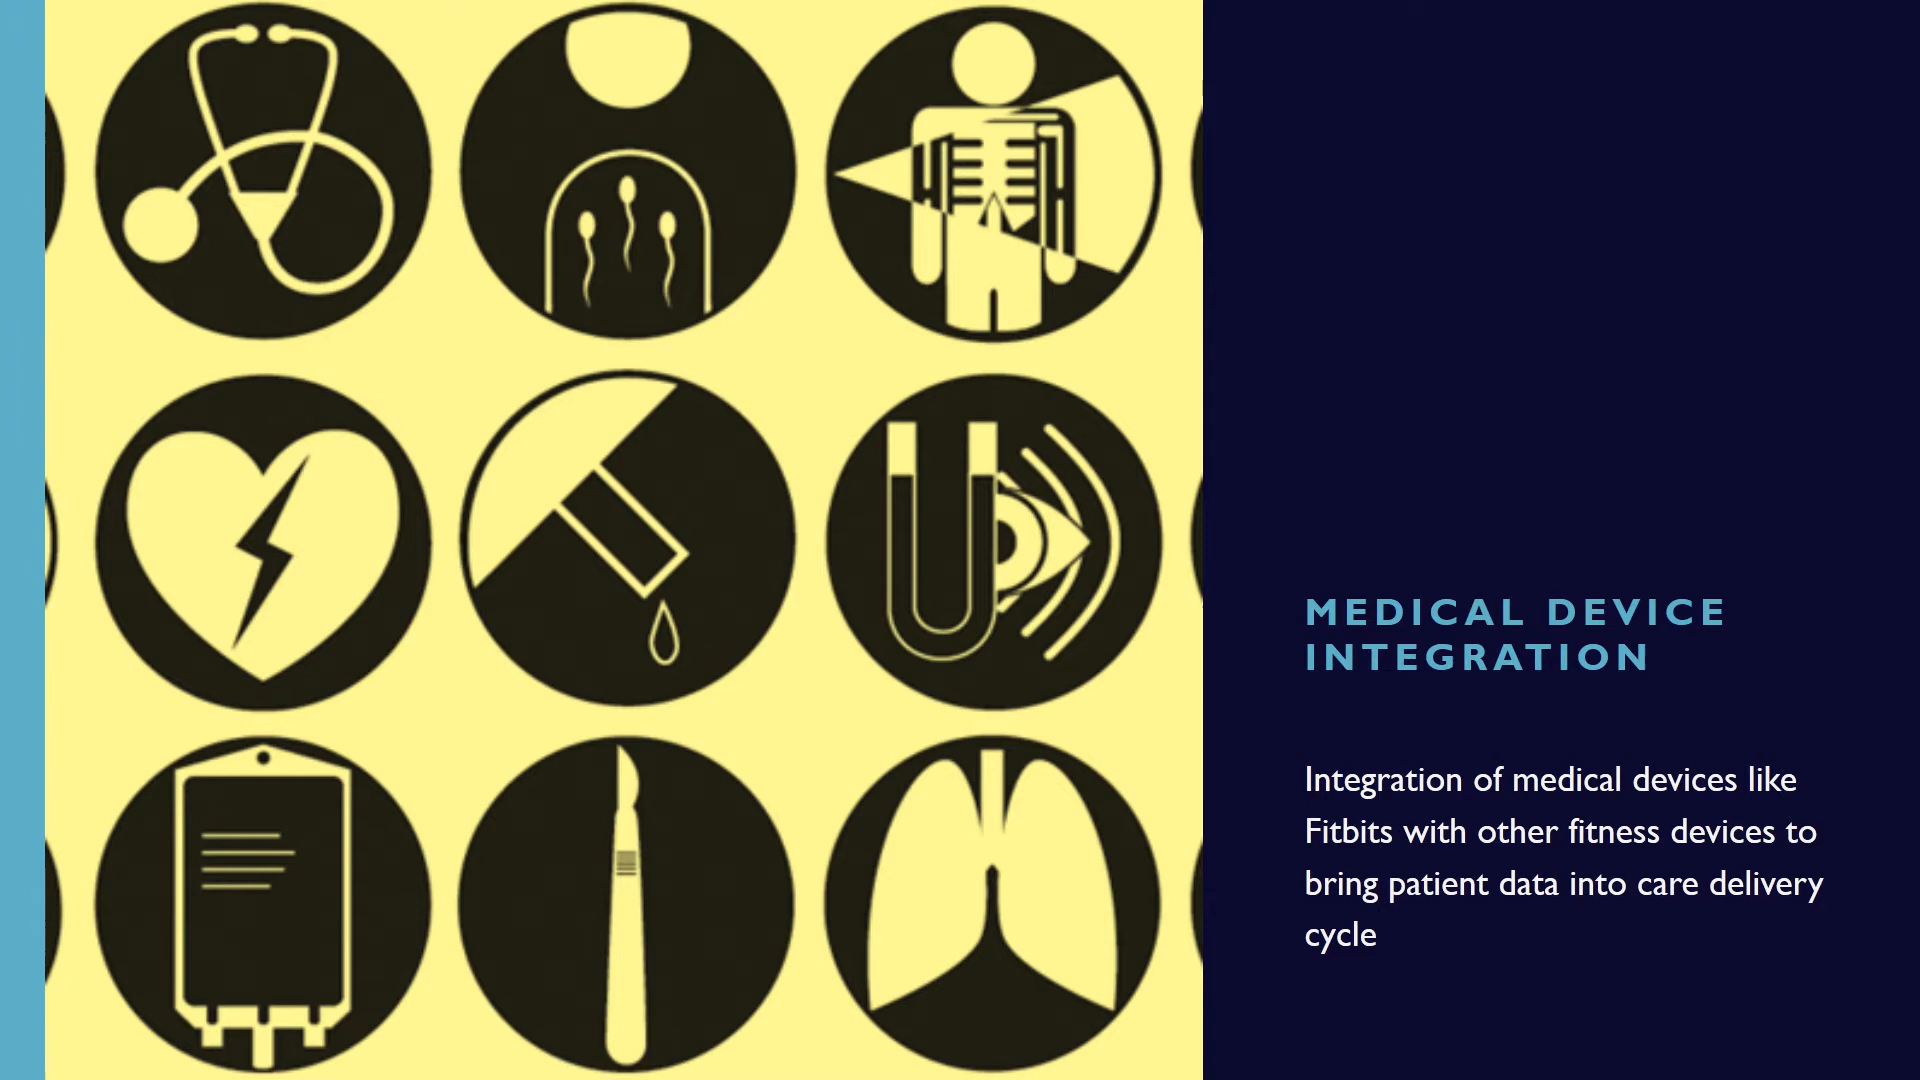 MEDICAL DEVICE
INTEGRATION
Integration of medical devices like
Fitbits with other fitness devices to
bring patient data into care delivery
cycle